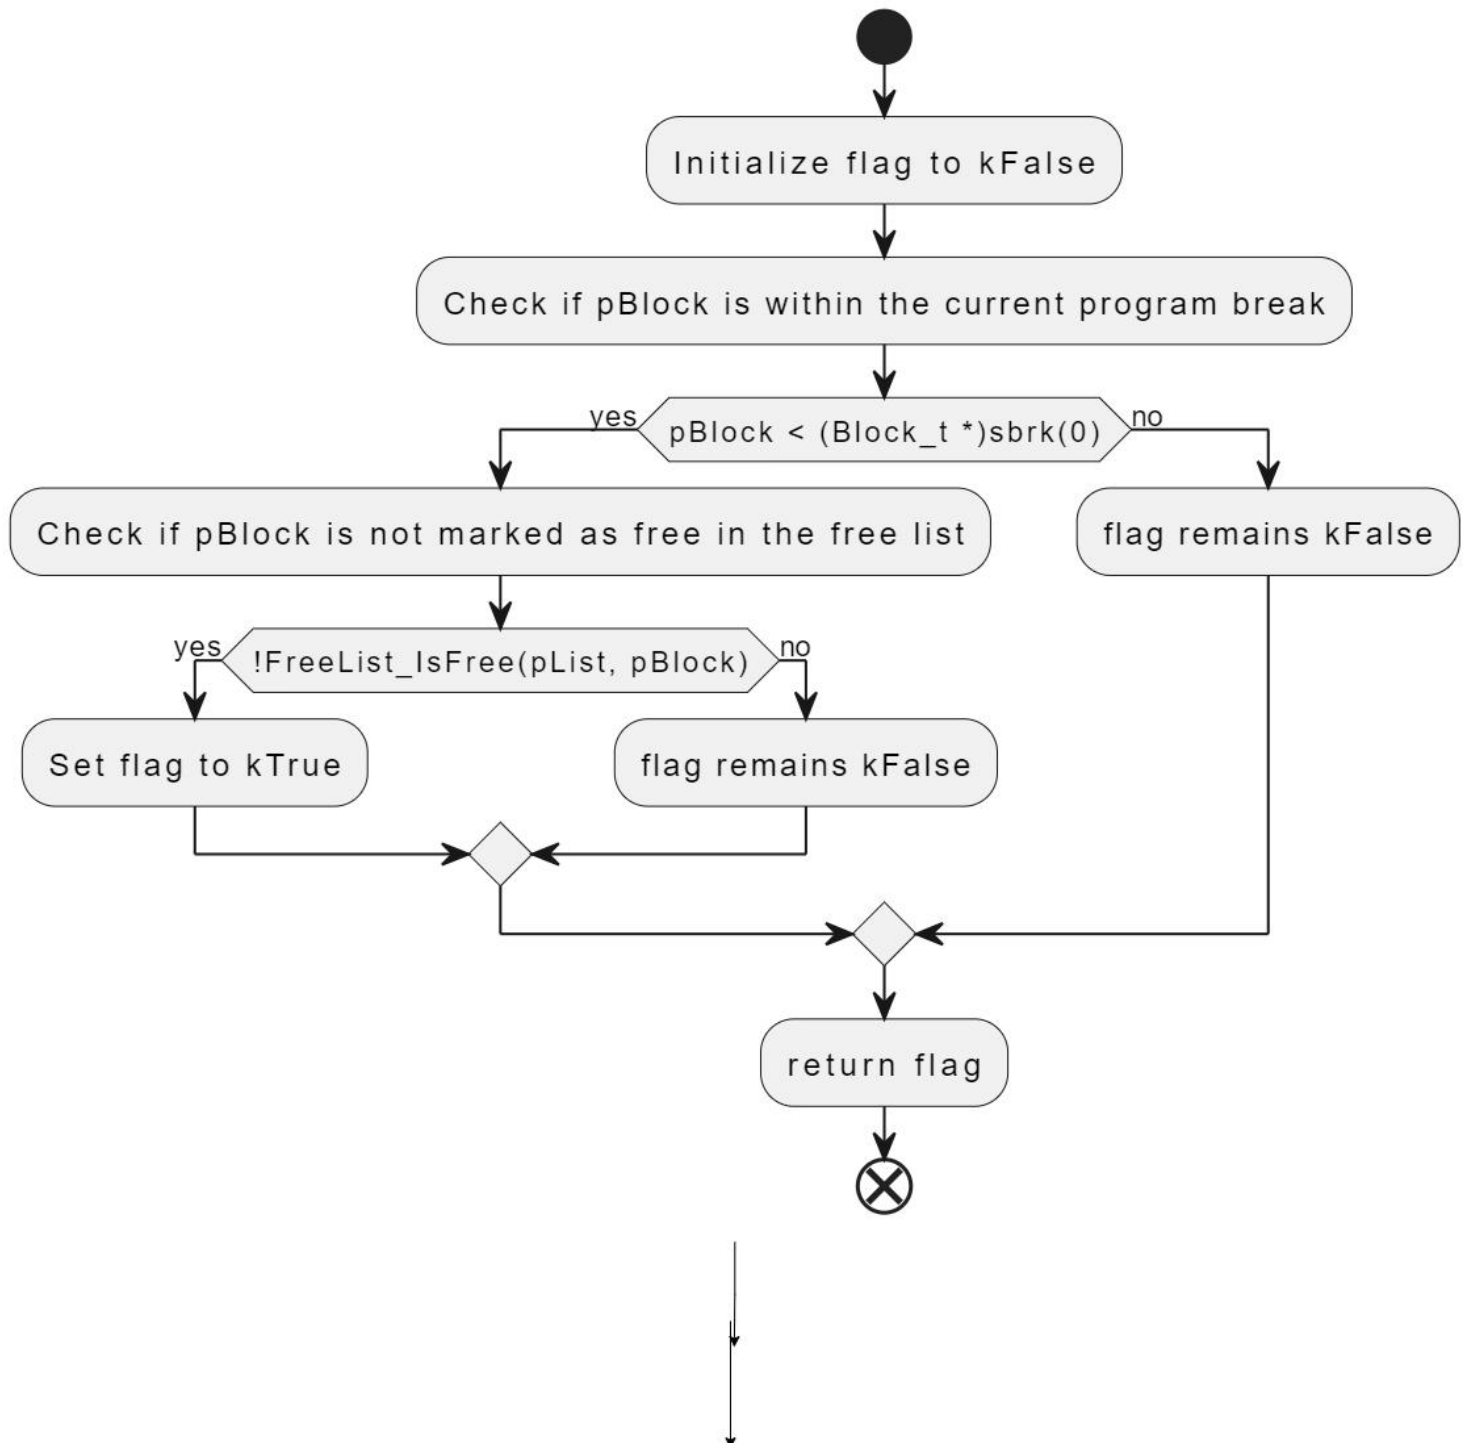 Initialize flag to kFalse
Check if pBlock is within the current program break
yes
pBlock < (Block_t *)sbrk(0)
no
Check if pBlock is not marked as free in the free list
flag remains kFalse
yes
!FreeList_IsFree(pList, pBlock)
no
Set flag to kTrue
flag remains kFalse
return flag